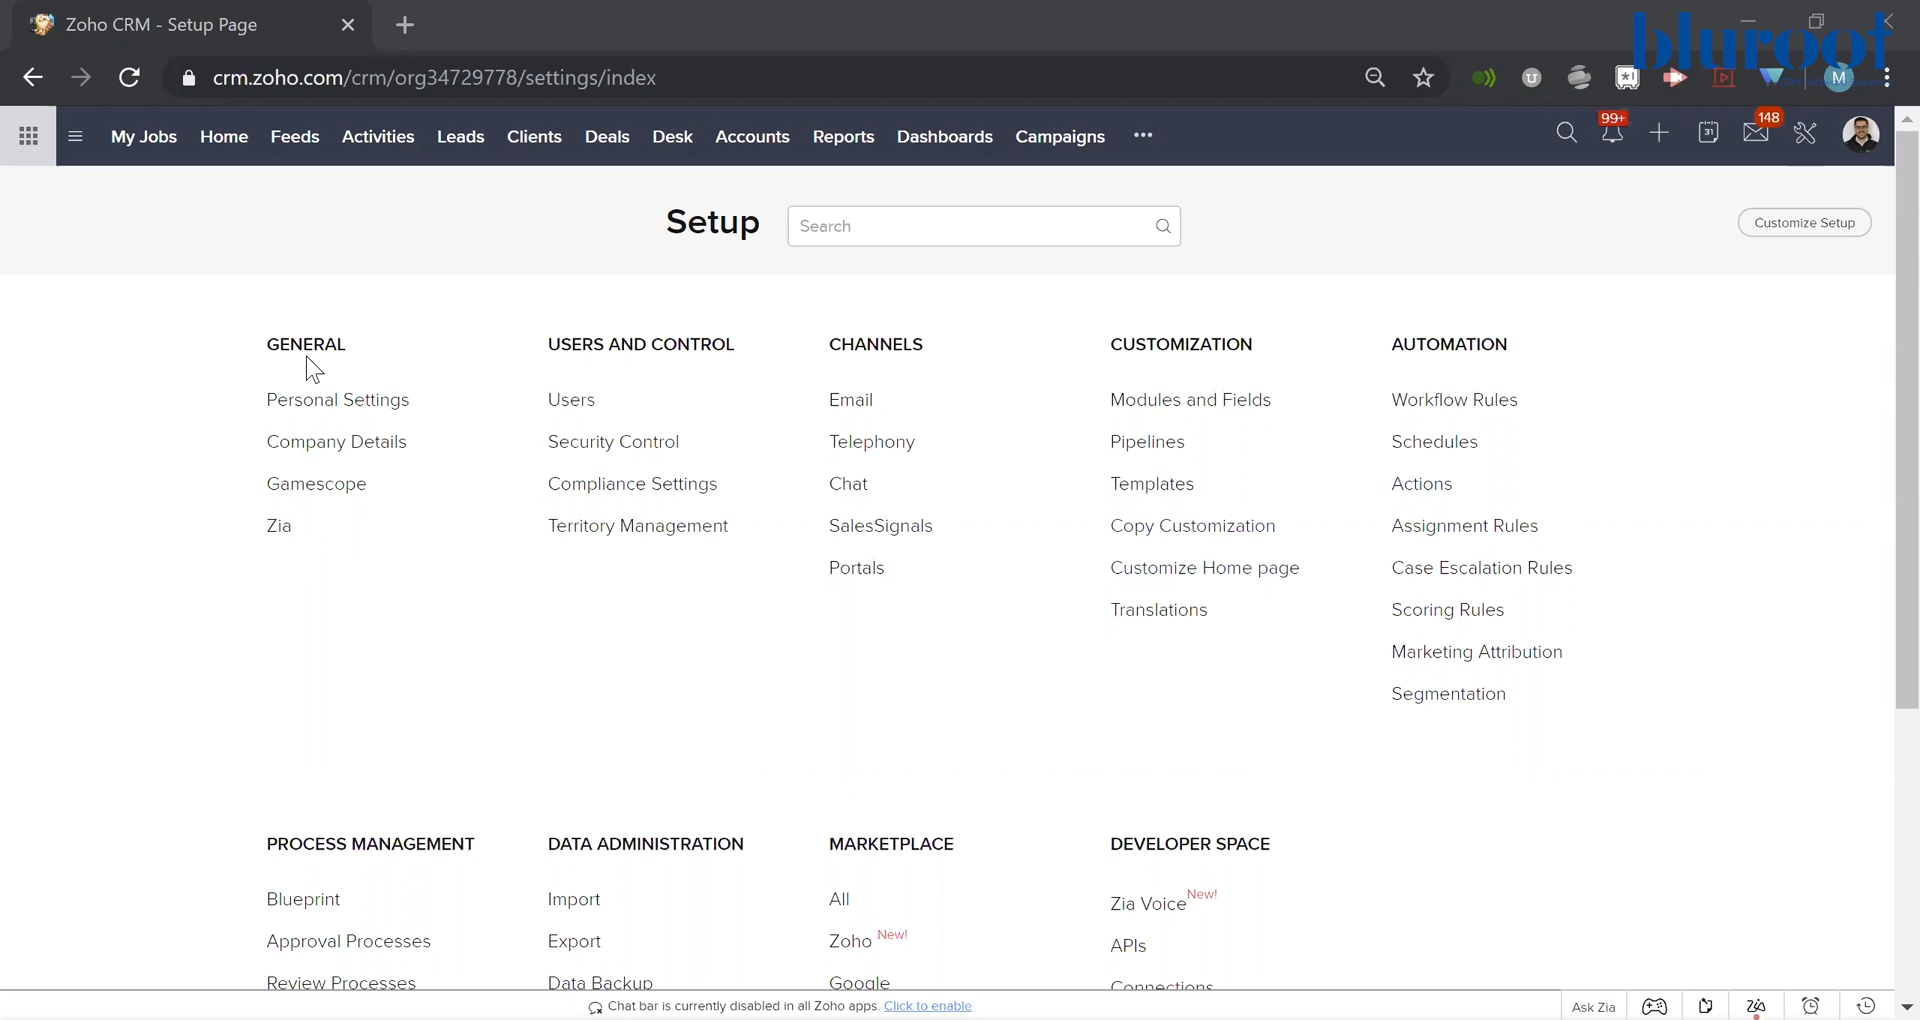 Zoho CRM - Setup Page
bluroof
crm.zoho.com/crm/org34729778/settings/index
M
My Jobs Home Feeds Activities Leads Clients Deals Desk Accounts Reports Dashboards Campaigns
99+
31
148
Setup
Search
Customize Setup
GENERAL
Personal Settings
Company Details
Gamescope
Zia
USERS AND CONTROL
Users
Security Control
Compliance Settings
Territory Management
CHANNELS
Email
Telephony
Chat
SalesSignals
Portals
CUSTOMIZATION
Modules and Fields
Pipelines
Templates
Copy Customization
Customize Home page
Translations
AUTOMATION
Workflow Rules
Schedules
Actions
Assignment Rules
Case Escalation Rules
Scoring Rules
Marketing Attribution
Segmentation
PROCESS MANAGEMENT
Blueprint
Approval Processes
Review Processes
DATA ADMINISTRATION
Import
Export
Data Backup
MARKETPLACE
All
Zoho New!
Google
DEVELOPER SPACE
Zia Voice New!
APIs
Connections
Chat bar is currently disabled in all Zoho apps. Click to enable
Ask Zia